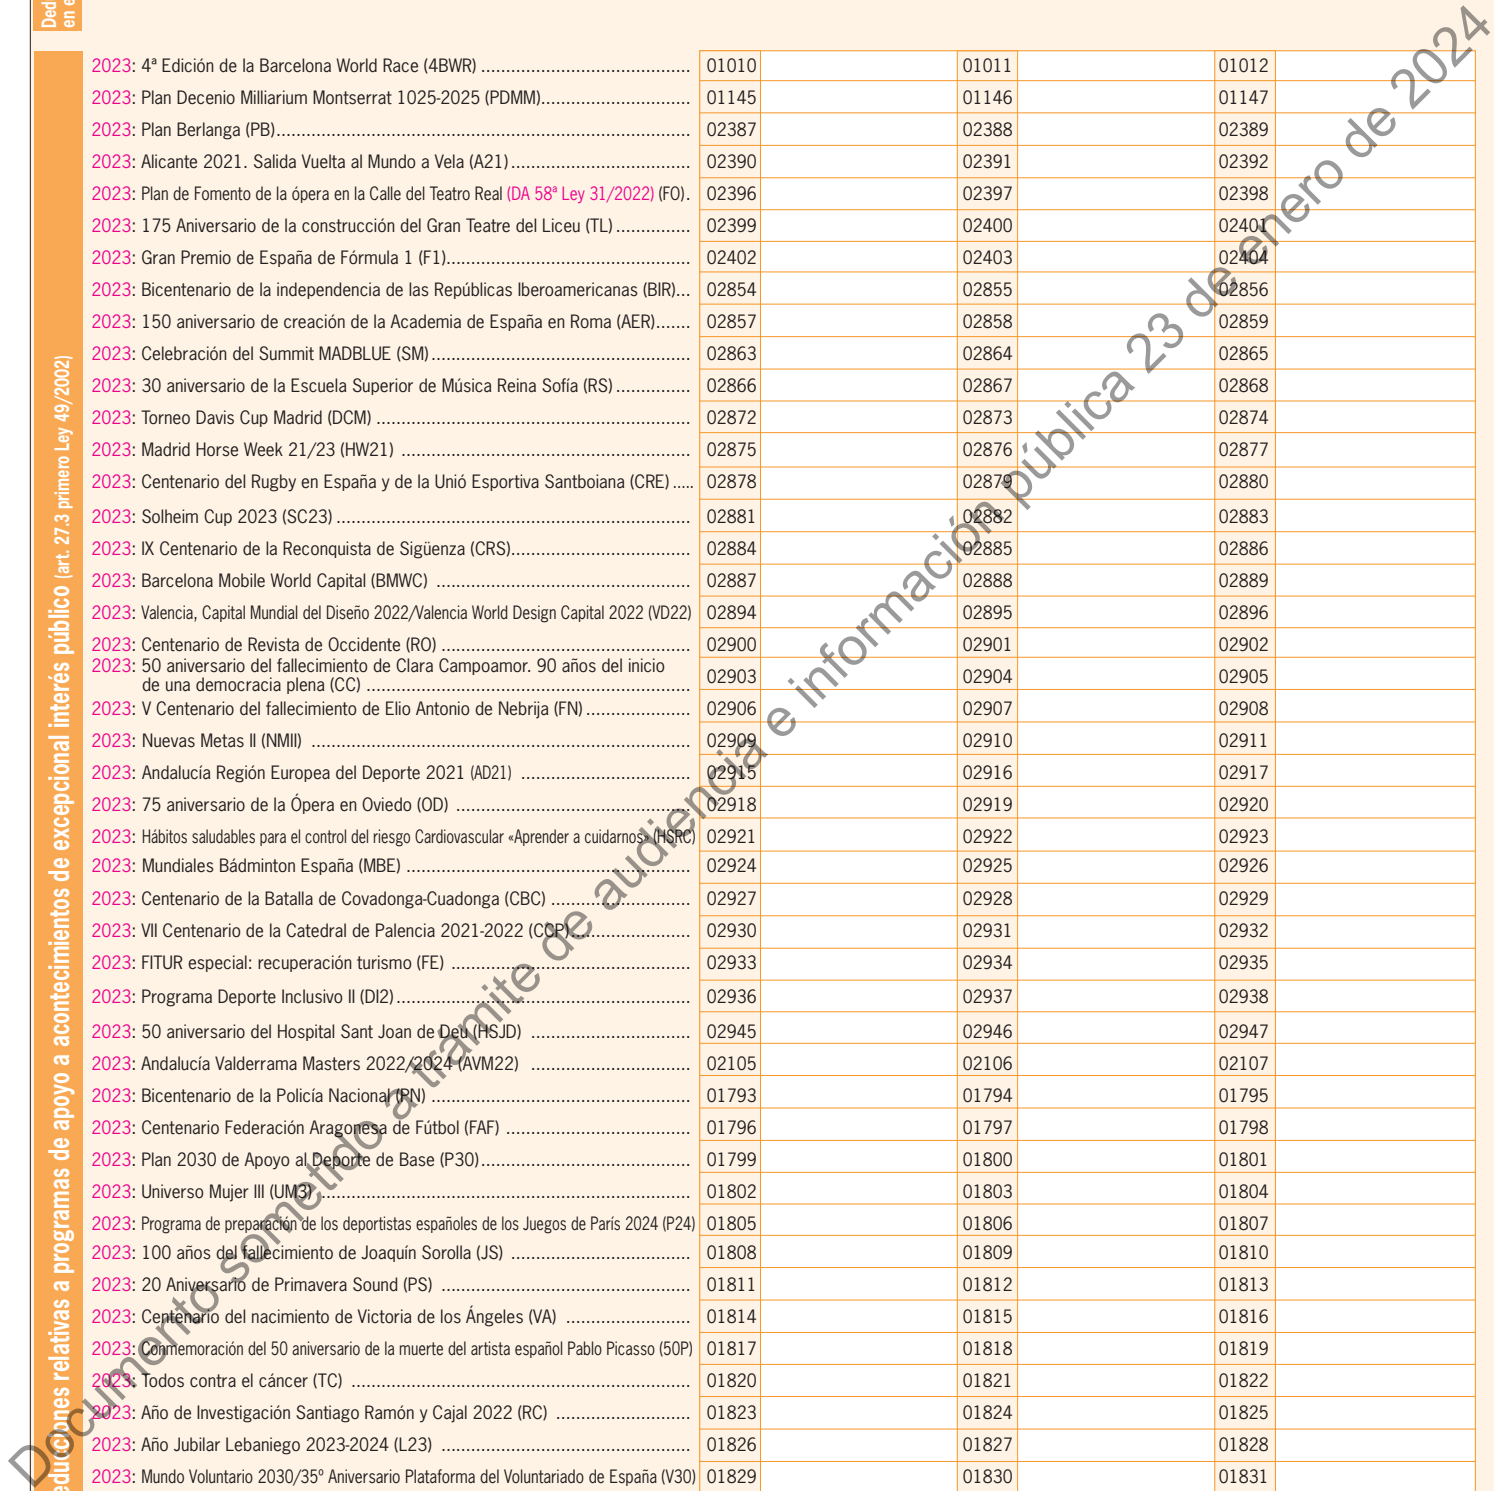 Ded
en e
2023: 4ª Edición de la Barcelona World Race (4BWR) ........ 01010 01011 01012
2023: Plan Decenio Milliarium Montserrat 1025-2025 (PDMM)........ 01145 01146 01147
2023: Plan Berlanga (PB)........ 02387 02388 02389
2023: Alicante 2021. Salida Vuelta al Mundo a Vela (A21)........ 02390 02391 02392
2023: Plan de Fomento de la ópera en la Calle del Teatro Real (DA 58ª Ley 31/2022) (FO). 02396 02397 02398
2023: 175 Aniversario de la construcción del Gran Teatre del Liceu (TL)........ 02399 02400 02401
2023: Gran Premio de España de Fórmula 1 (F1)........ 02402 02403 02404
2023: Bicentenario de la independencia de las Repúblicas Iberoamericanas (BIR)... 02854 02855 02856
2023: 150 aniversario de creación de la Academia de España en Roma (AER)....... 02857 02858 02859
2023: Celebración del Summit MADBLUE (SM)........ 02863 02864 02865
2023: 30 aniversario de la Escuela Superior de Música Reina Sofía (RS)........ 02866 02867 02868
2023: Torneo Davis Cup Madrid (DCM) ........ 02872 02873 02874
2023: Madrid Horse Week 21/23 (HW21) ........ 02875 02876 02877
2023: Centenario del Rugby en España y de la Unió Esportiva Santboiana (CRE) ..... 02878 02879 02880
2023: Solheim Cup 2023 (SC23) ........ 02881 02882 02883
2023: IX Centenario de la Reconquista de Sigüenza (CRS)........ 02884 02885 02886
2023: Barcelona Mobile World Capital (BMWC) ........ 02887 02888 02889
2023: Valencia, Capital Mundial del Diseño 2022/Valencia World Design Capital 2022 (VD22) 02894 02895 02896
2023: Centenario de Revista de Occidente (RO) ........ 02900 02901 02902
2023: 50 aniversario del fallecimiento de Clara Campoamor. 90 años del inicio
de una democracia plena (CC) ........ 02903 02904 02905
2023: V Centenario del fallecimiento de Elio Antonio de Nebrija (FN)........ 02906 02907 02908
2023: Nuevas Metas II (NMII) ........ 02909 02910 02911
2023: Andalucía Región Europea del Deporte 2021 (AD21) ........ 02915 02916 02917
2023: 75 aniversario de la Ópera en Oviedo (OD) ........ 02918 02919 02920
2023: Hábitos saludables para el control del riesgo Cardiovascular «Aprender a cuidarnos» (HSRC) 02921 02922 02923
2023: Mundiales Bádminton España (MBE) ........ 02924 02925 02926
2023: Centenario de la Batalla de Covadonga-Cuadonga (CBC) ........ 02927 02928 02929
2023: VII Centenario de la Catedral de Palencia 2021-2022 (CCP)........ 02930 02931 02932
2023: FITUR especial: recuperación turismo (FE) ........ 02933 02934 02935
2023: Programa Deporte Inclusivo II (DI2)........ 02936 02937 02938
2023: 50 aniversario del Hospital Sant Joan de Deu (HSJD) ........ 02945 02946 02947
2023: Andalucía Valderrama Masters 2022/2024 (AVM22) ........ 02105 02106 02107
2023: Bicentenario de la Policía Nacional (PN) ........ 01793 01794 01795
2023: Centenario Federación Aragonesa de Fútbol (FAF) ........ 01796 01797 01798
2023: Plan 2030 de Apoyo al Deporte de Base (P30)........ 01799 01800 01801
2023: Universo Mujer III (UM3) ........ 01802 01803 01804
2023: Programa de preparación de los deportistas españoles de los Juegos de París 2024 (P24) 01805 01806 01807
2023: 100 años del fallecimiento de Joaquín Sorolla (JS) ........ 01808 01809 01810
2023: 20 Aniversario de Primavera Sound (PS) ........ 01811 01812 01813
2023: Centenario del nacimiento de Victoria de los Ángeles (VA) ........ 01814 01815 01816
2023: Conmemoración del 50 aniversario de la muerte del artista español Pablo Picasso (50P) 01817 01818 01819
2023: Todos contra el cáncer (TC) ........ 01820 01821 01822
2023: Año de Investigación Santiago Ramón y Cajal 2022 (RC) ........ 01823 01824 01825
2023: Año Jubilar Lebaniego 2023-2024 (L23) ........ 01826 01827 01828
2023: Mundo Voluntario 2030/35º Aniversario Plataforma del Voluntariado de España (V30) 01829 01830 01831
educciones relativas a programas de apoyo a acontecimientos de excepcional interés público (art. 27.3 primero Ley 49/2002)
Documento sometido a trámite de audiencia e información pública 23 de enero de 2024